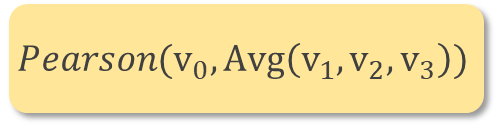 Pearson(v₀, Avg(v₁, v₂, v₃))